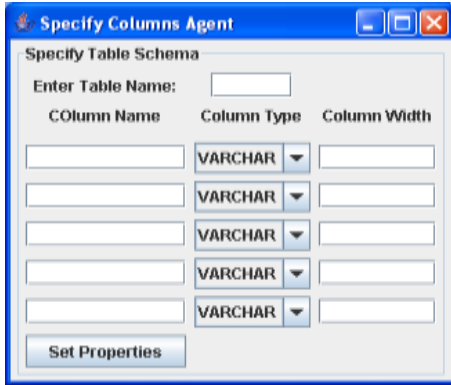 Specify Columns Agent
Specify Table Schema
Enter Table Name:
COlumn Name Column Type Column Width
VARCHAR
VARCHAR
VARCHAR
VARCHAR
VARCHAR
Set Properties